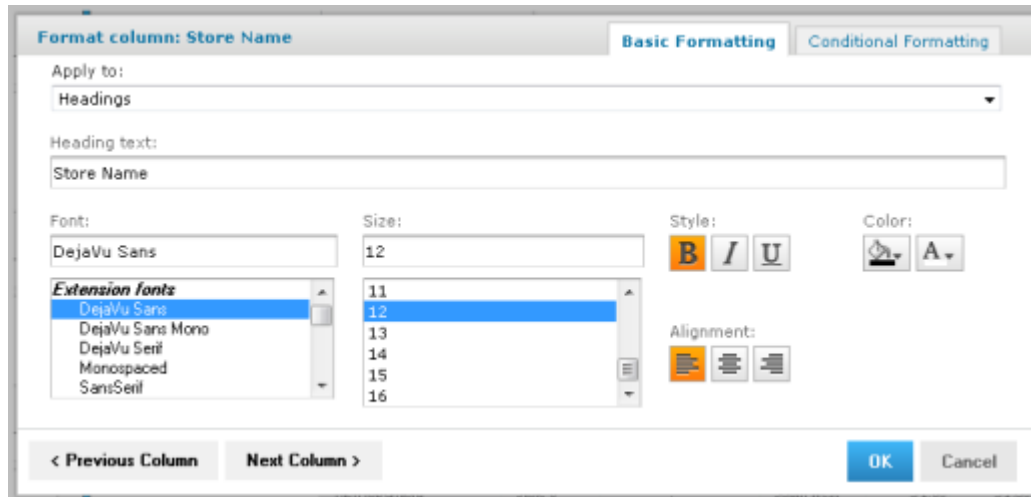 Format column: Store Name
Basic Formatting
Conditional Formatting
Apply to:
Headings
Heading text:
Store Name
Font:
Size:
Style:
Color:
DejaVu Sans
12
B I U
A
Extension fonts
DejaVu Sans
DejaVu Sans Mono
DejaVu Serif
Monospaced
SansSerif
11
12
13
14
15
16
Alignment:
< Previous Column
Next Column >
OK
Cancel